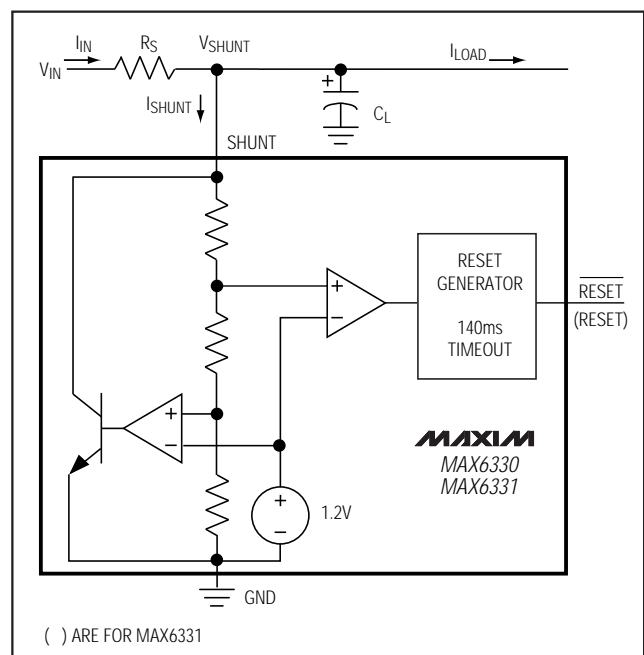 I_IN
R_S
V_SHUNT
I_LOAD
V_IN
I_SHUNT
+
C_L
SHUNT
+
−
RESET
GENERATOR
140ms
TIMEOUT
RESET
(RESET)
+
−
MAXIM
MAX6330
MAX6331
+
−
1.2V
GND
( ) ARE FOR MAX6331